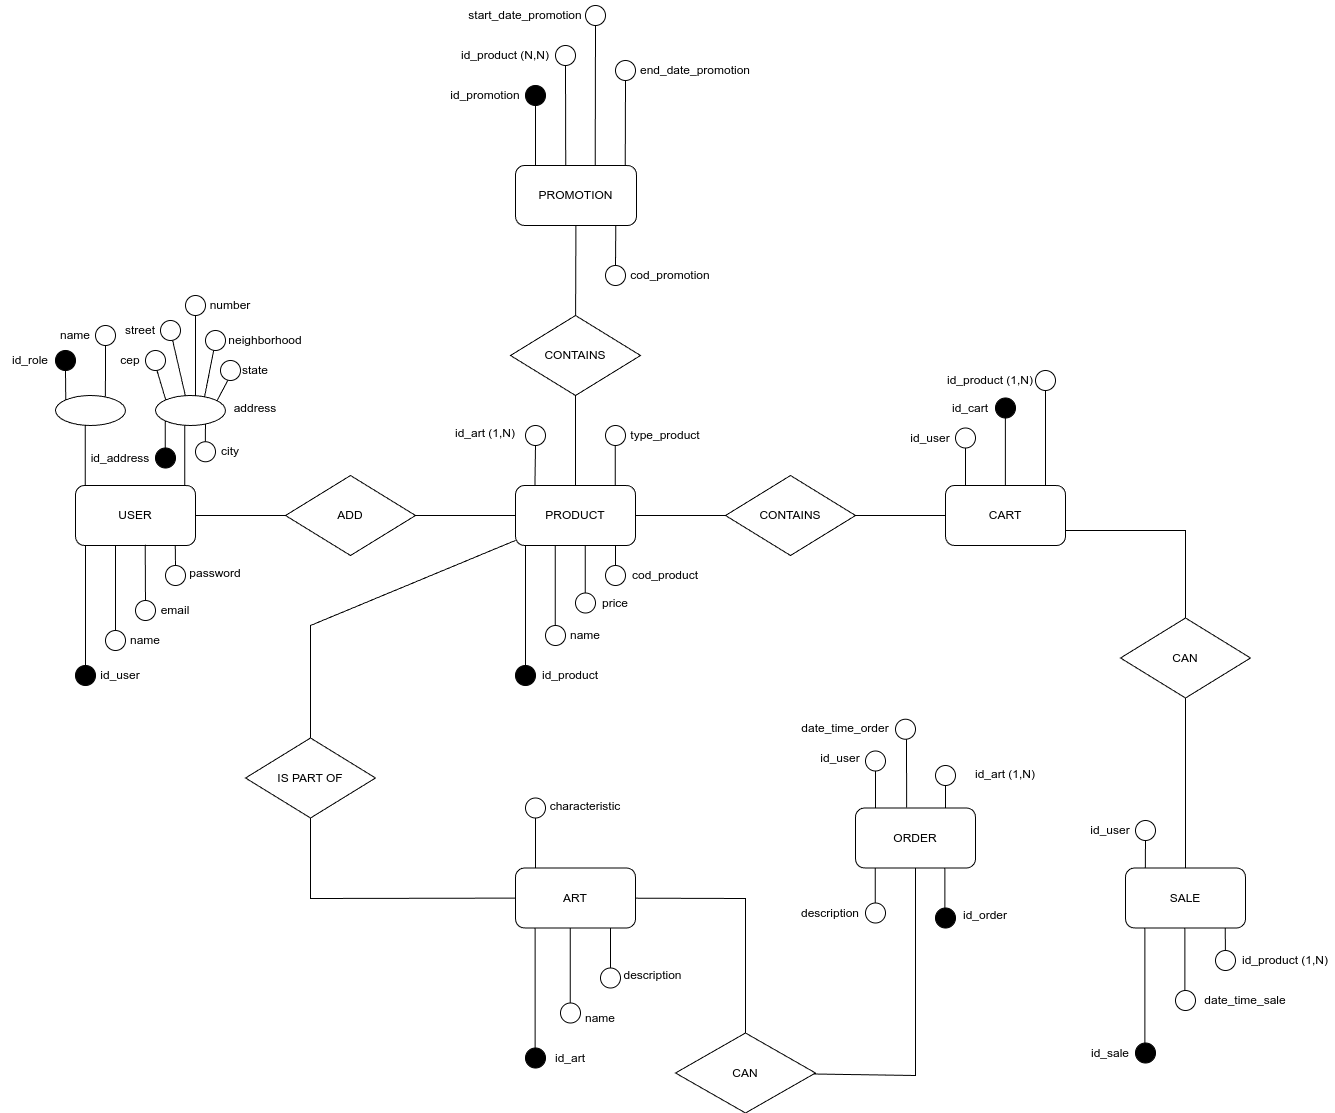 start_date_promotion
id_product (N,N)
end_date_promotion
id_promotion
PROMOTION
cod_promotion
number
street
name
neighborhood
CONTAINS
id_role
cep
state
address
id_product (1,N)
id_cart
id_art (1,N)
type_product
id_user
city
id_address
USER
ADD
PRODUCT
CONTAINS
CART
password
cod_product
email
price
name
name
id_user
id_product
CAN
date_time_order
id_user
id_art (1,N)
IS PART OF
characteristic
id_user
ORDER
ART
SALE
description
id_order
id_product (1,N)
description
date_time_sale
name
id_sale
id_art
CAN